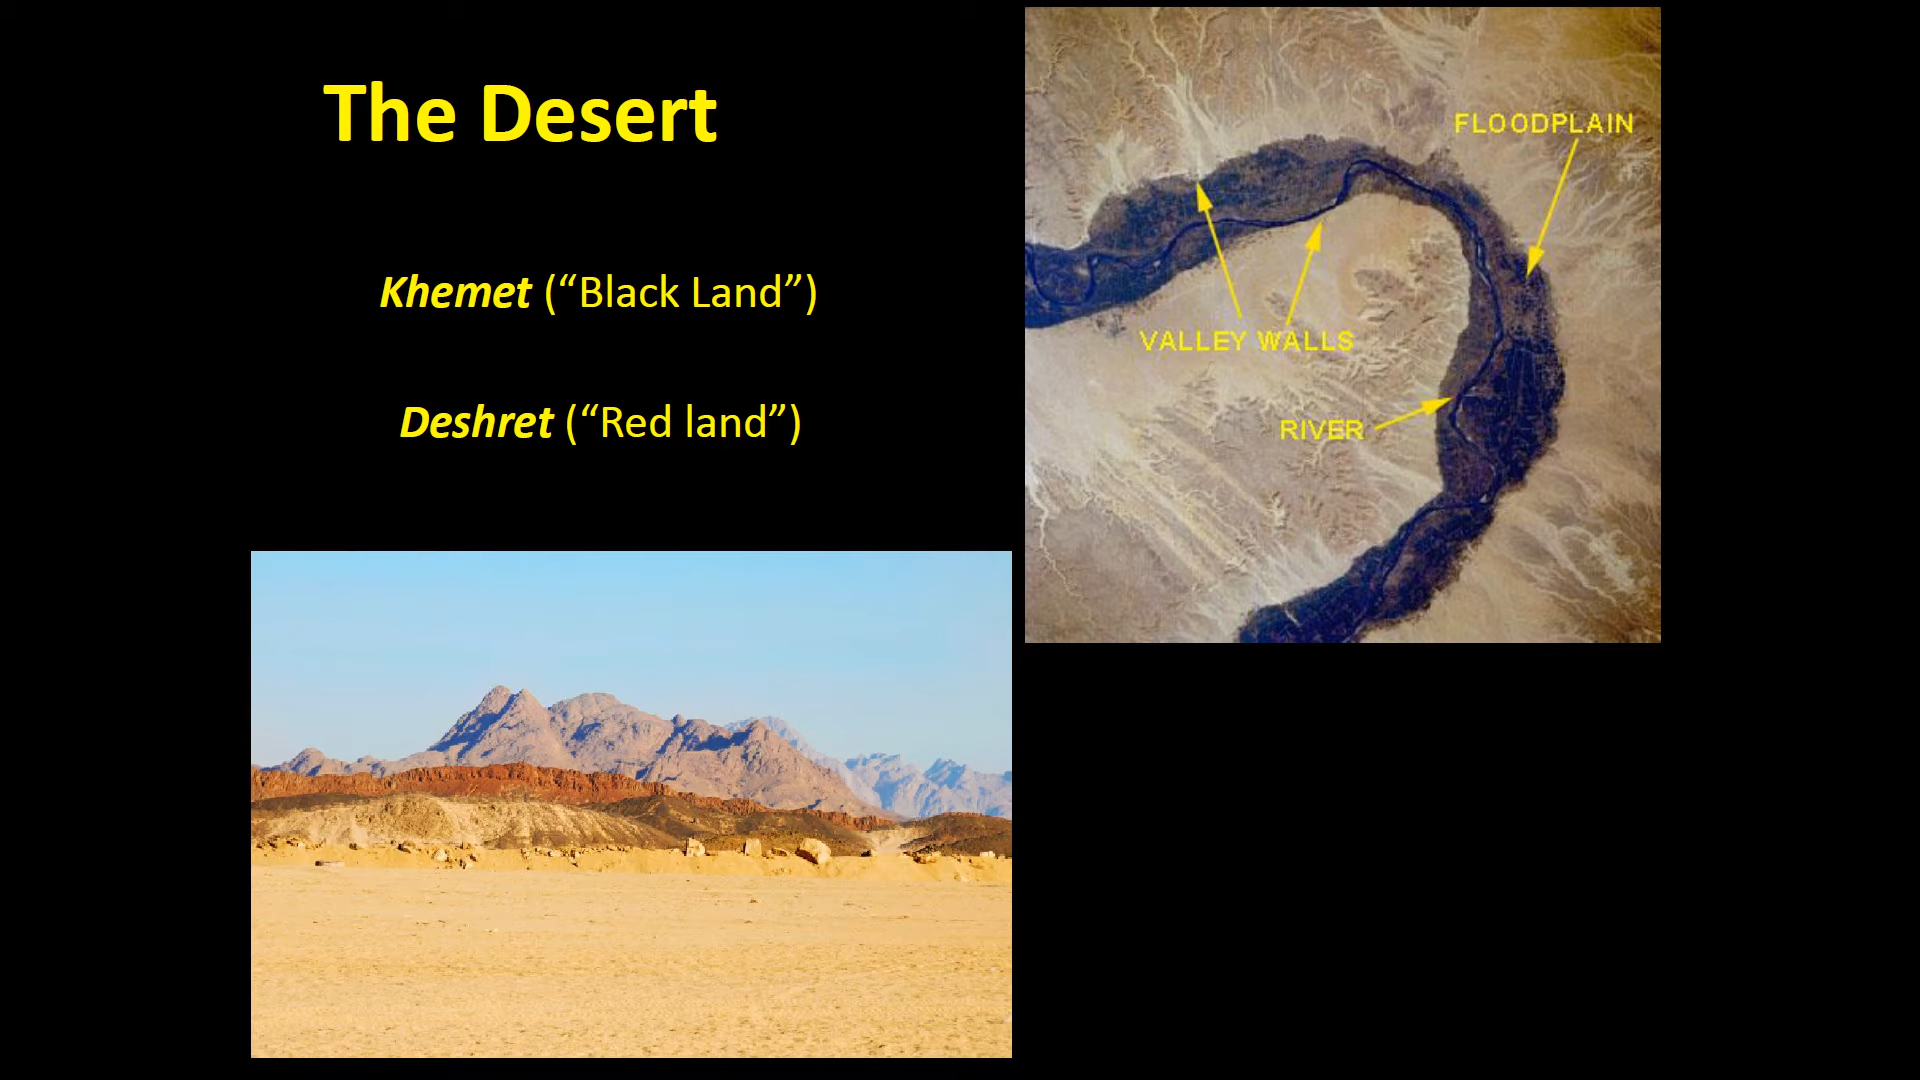 The Desert
Khemet (“Black Land”)
Deshret (“Red land”)
FLOODPLAIN
VALLEY WALLS
RIVER